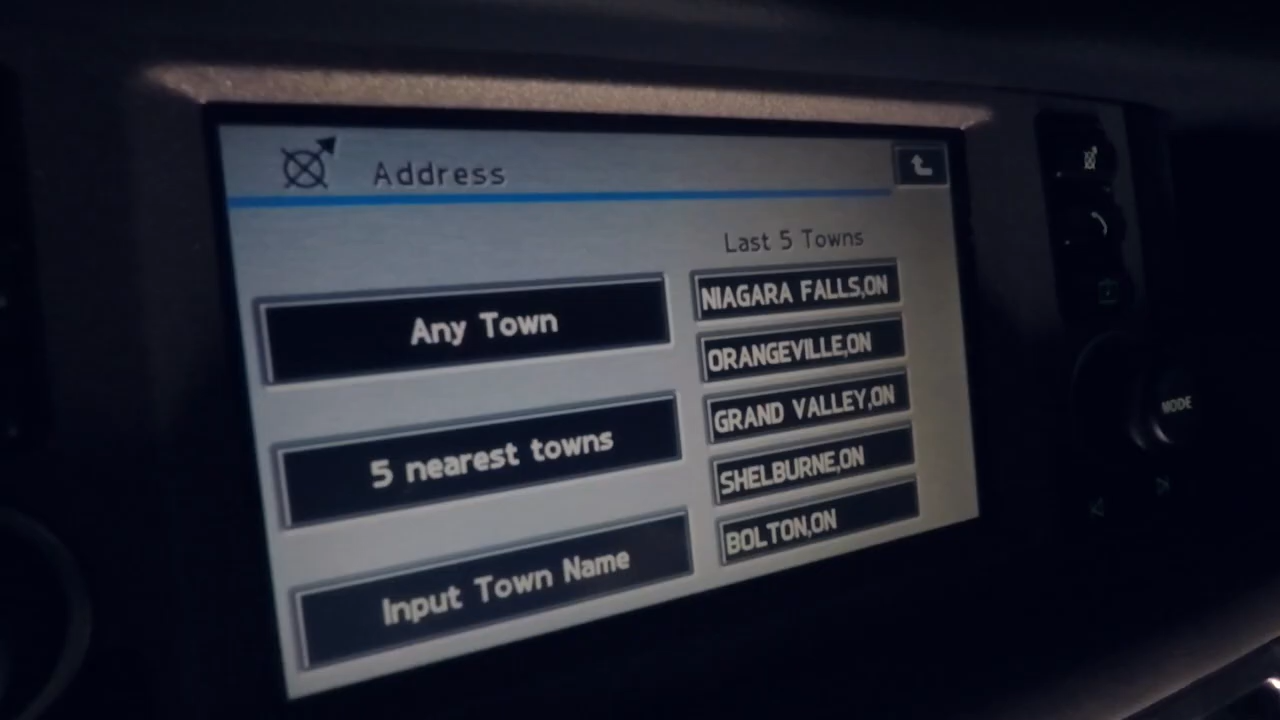 Address
Last 5 Towns
Any Town
5 nearest towns
Input Town Name
NIAGARA FALLS,ON
ORANGEVILLE,ON
GRAND VALLEY,ON
SHELBURNE,ON
BOLTON,ON
MODE